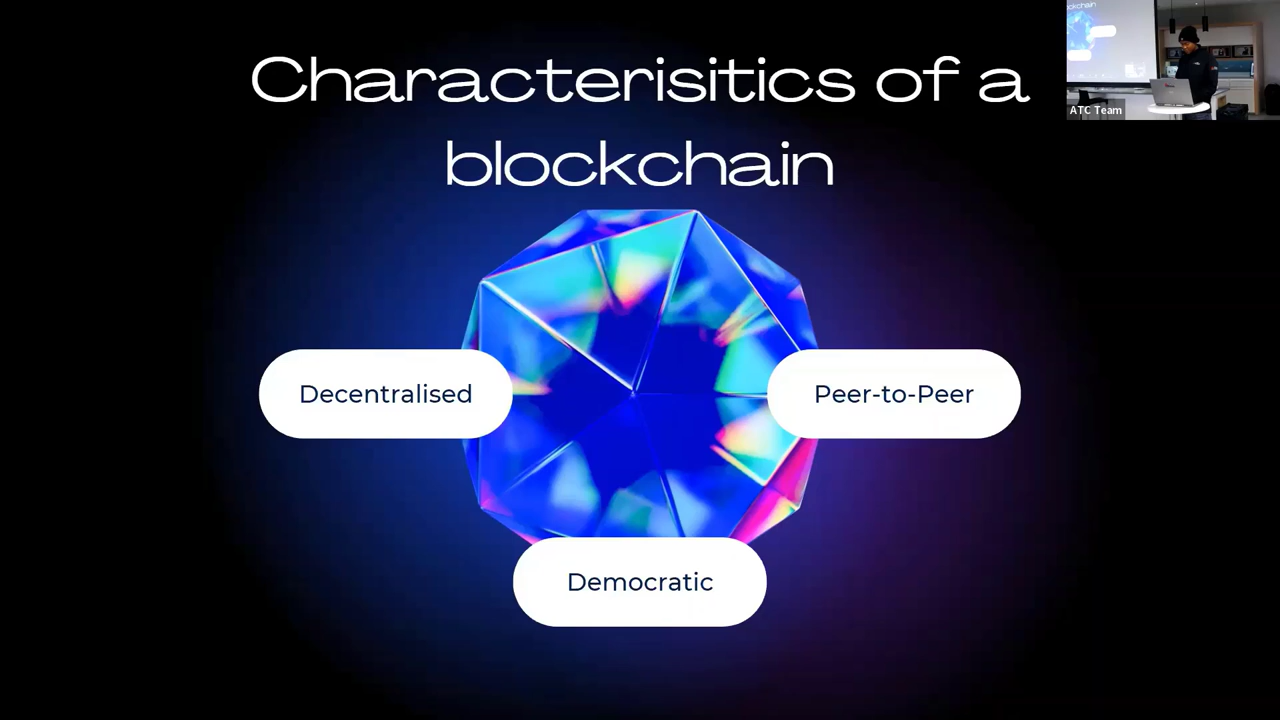 Characterisitics of a
blockchain
Decentralised
Peer-to-Peer
Democratic
ATC Team